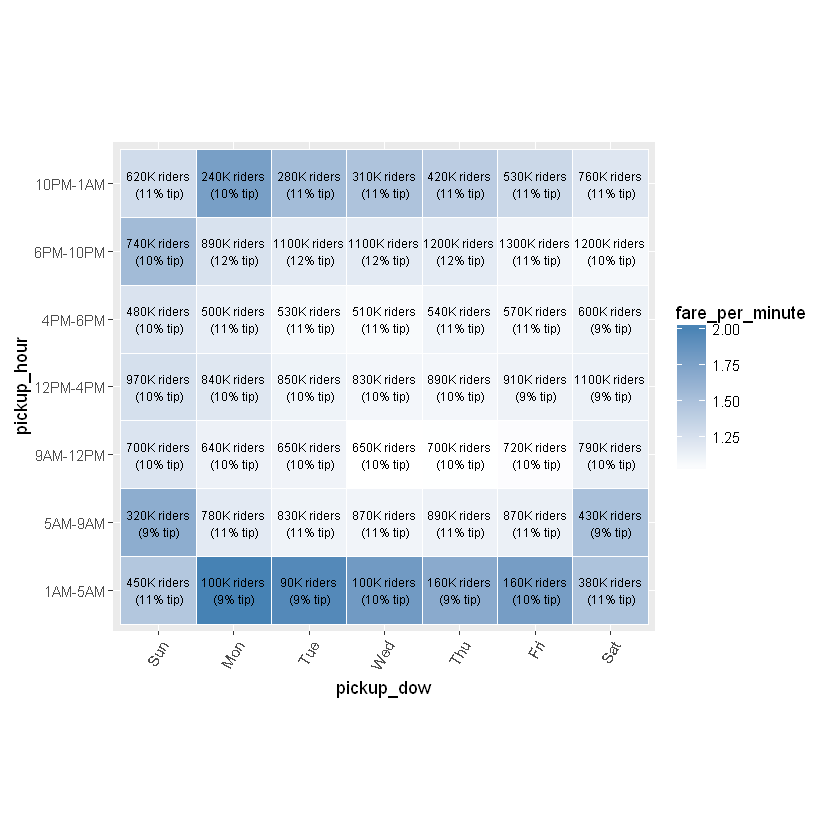 10PM-1AM
620K riders 240K riders 280K riders 310K riders 420K riders 530K riders 760K riders
(11% tip) (10% tip) (11% tip) (11% tip) (11% tip) (11% tip) (11% tip)
6PM-10PM
740K riders 890K riders 1100K riders 1100K riders 1200K riders 1300K riders 1200K riders
(10% tip) (12% tip) (12% tip) (12% tip) (12% tip) (11% tip) (10% tip)
4PM-6PM
480K riders 500K riders 530K riders 510K riders 540K riders 570K riders 600K riders
(10% tip) (11% tip) (11% tip) (11% tip) (11% tip) (11% tip) (9% tip)
12PM-4PM
970K riders 840K riders 850K riders 830K riders 890K riders 910K riders 1100K riders
(10% tip) (10% tip) (10% tip) (10% tip) (10% tip) (9% tip) (9% tip)
9AM-12PM
700K riders 640K riders 650K riders 650K riders 700K riders 720K riders 790K riders
(10% tip) (10% tip) (10% tip) (10% tip) (10% tip) (10% tip) (10% tip)
5AM-9AM
320K riders 780K riders 830K riders 870K riders 890K riders 870K riders 430K riders
(9% tip) (11% tip) (11% tip) (11% tip) (11% tip) (11% tip) (9% tip)
1AM-5AM
450K riders 100K riders 90K riders 100K riders 160K riders 160K riders 380K riders
(11% tip) (9% tip) (9% tip) (10% tip) (9% tip) (10% tip) (11% tip)
Sun Mon Tue Wed Thu Fri Sat
pickup_dow
pickup_hour
fare_per_minute
2.00
1.75
1.50
1.25